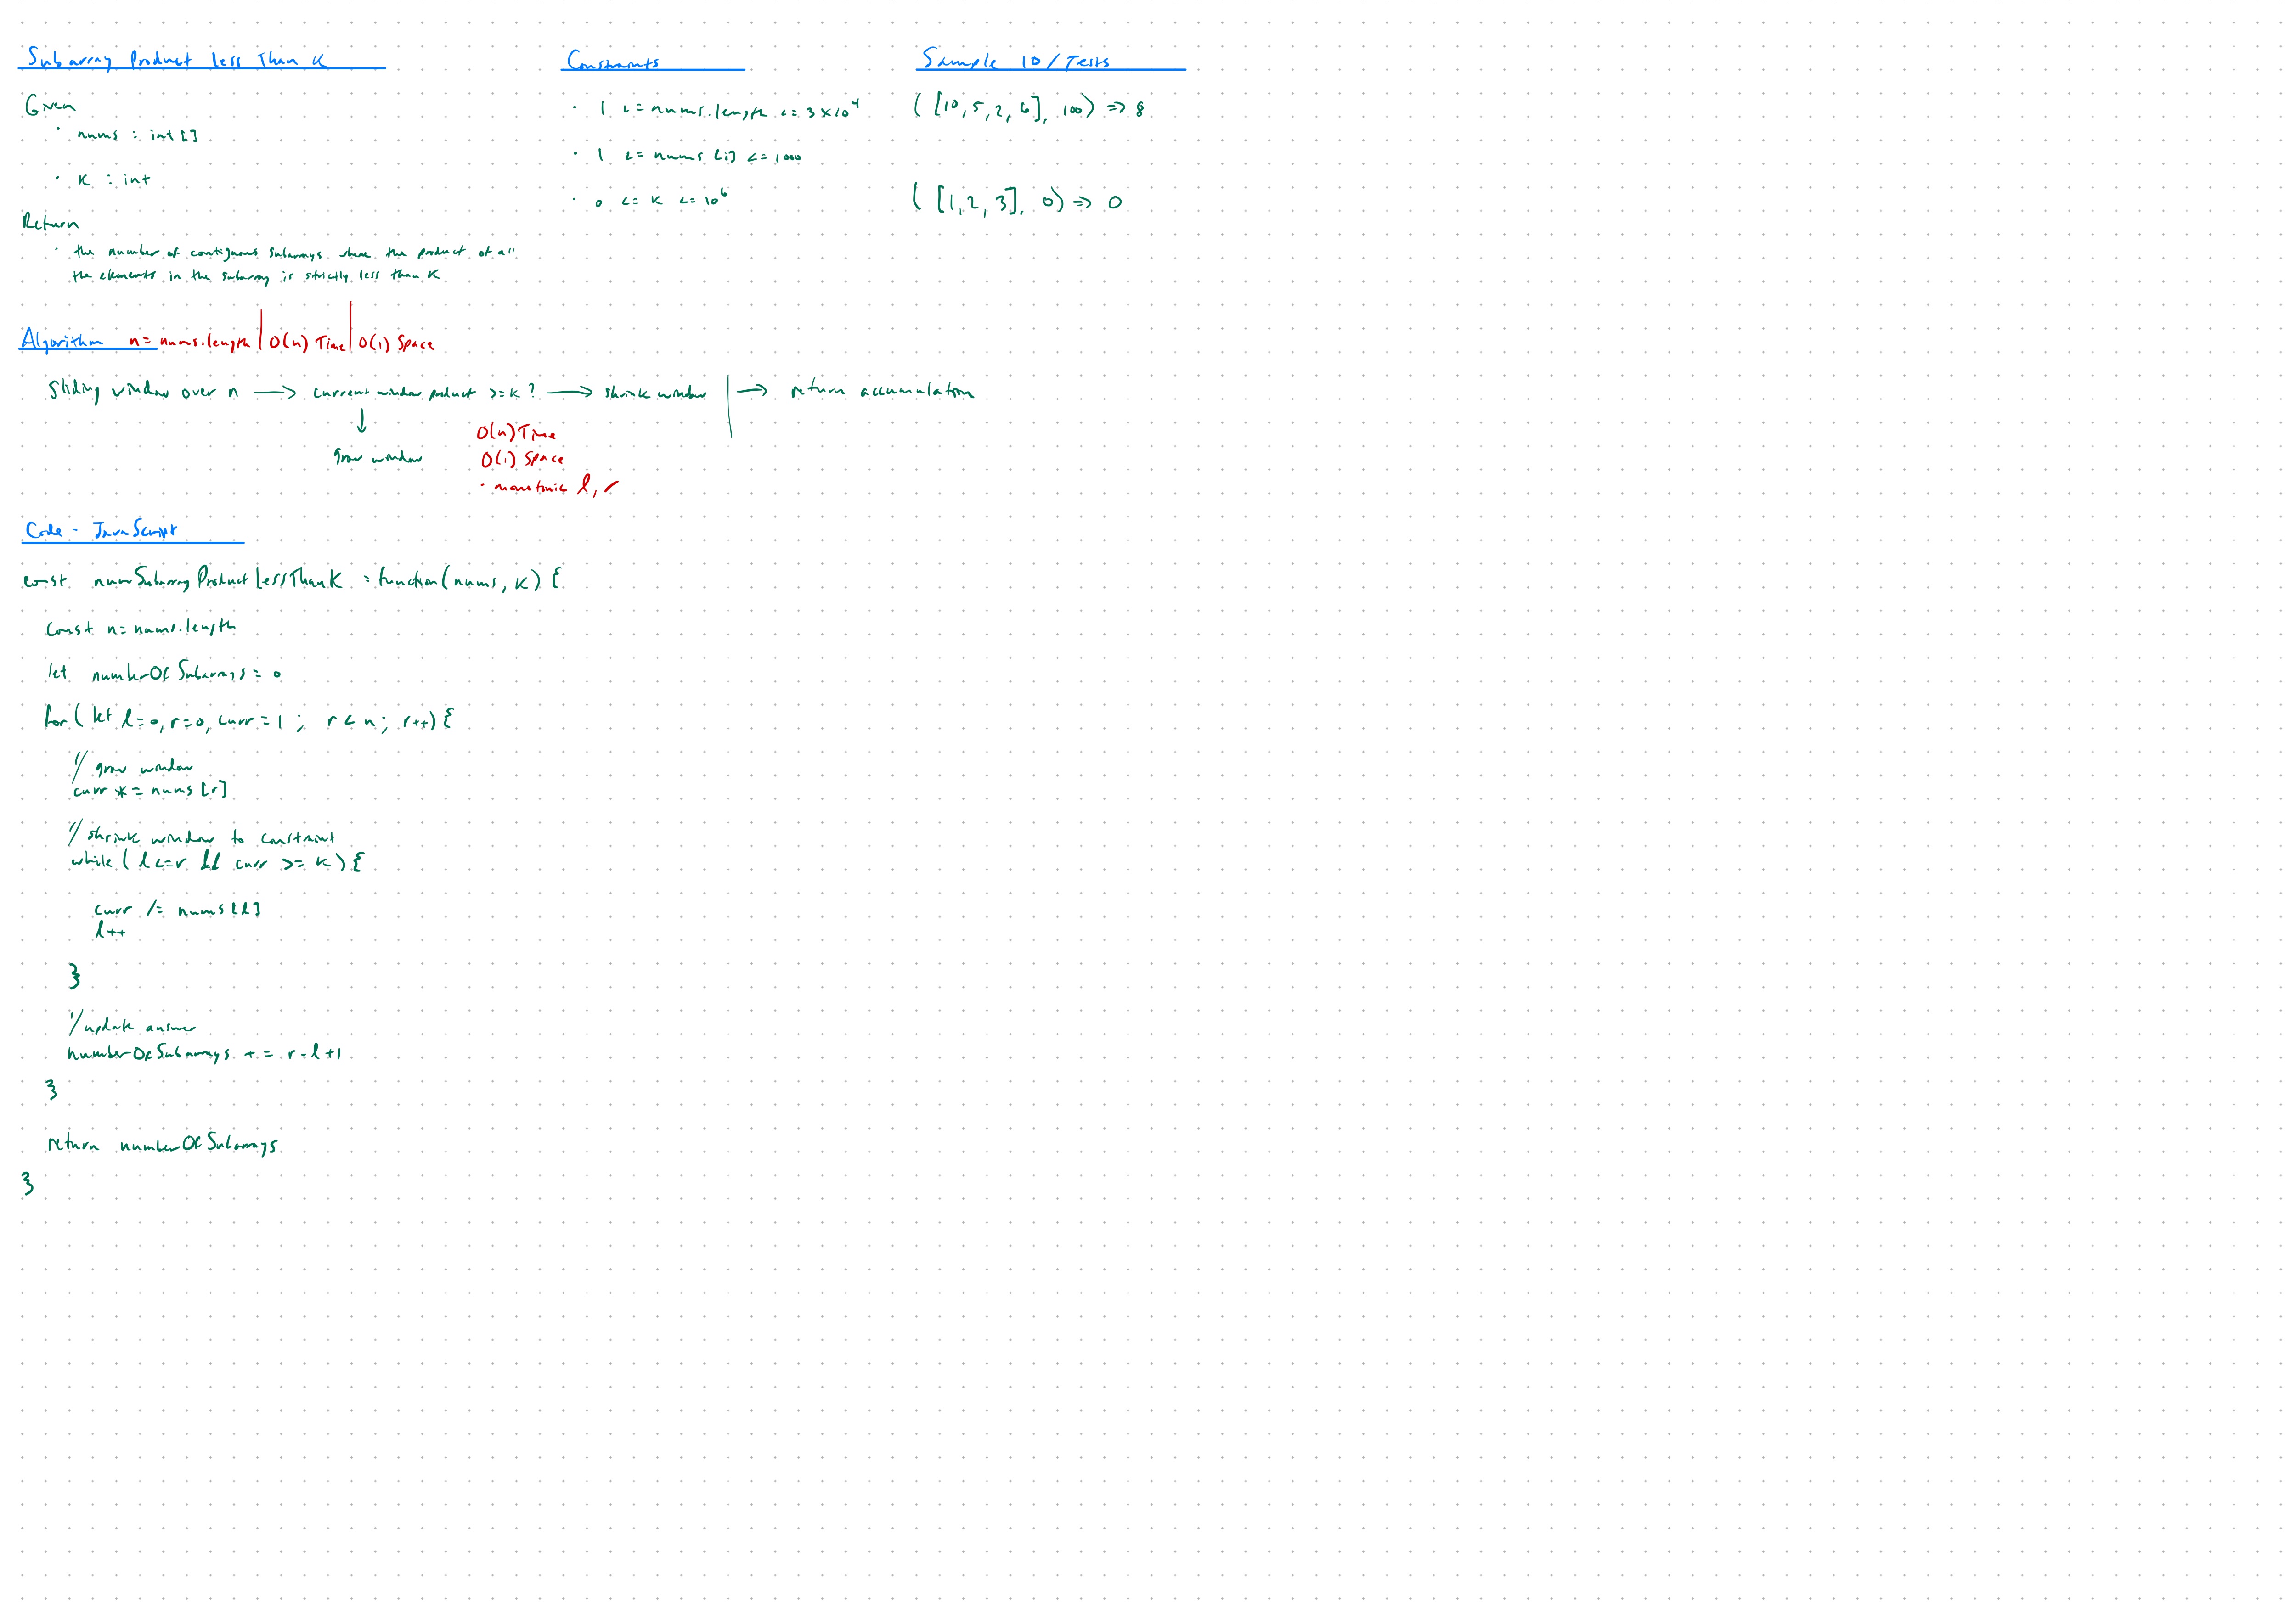 Subarray Product less Than K
Given
· nums : int[]
· K : int
Return
· the number of contiguous subarrays where the product of all
the elements in the subarray is strictly less than K
Constraints
· 1 <= nums.length <= 3 × 10^4
· 1 <= nums[i] <= 1000
· 0 <= K <= 10^6
Sample IO/Tests
([10, 5, 2, 6], 100) => 8
([1, 2, 3], 0) => 0
Algorithm n = nums.length | O(n) Time | O(1) Space
Sliding window over n → current window product >= K ? → shrink window | → return accumulation
↓
grow window
O(n) Time
O(1) Space
· monotonic l, r
Code - JavaScript
const numSubarrayProductLessThanK = function(nums, K) {
const n = nums.length
let numberOfSubarrays = 0
for (let l=0, r=0, curr=1; r < n; r++) {
// grow window
curr *= nums[r]
// shrink window to constraint
while (l <= r && curr >= K) {
curr /= nums[l]
l++
}
// update answer
numberOfSubarrays += r - l + 1
}
return numberOfSubarrays
}